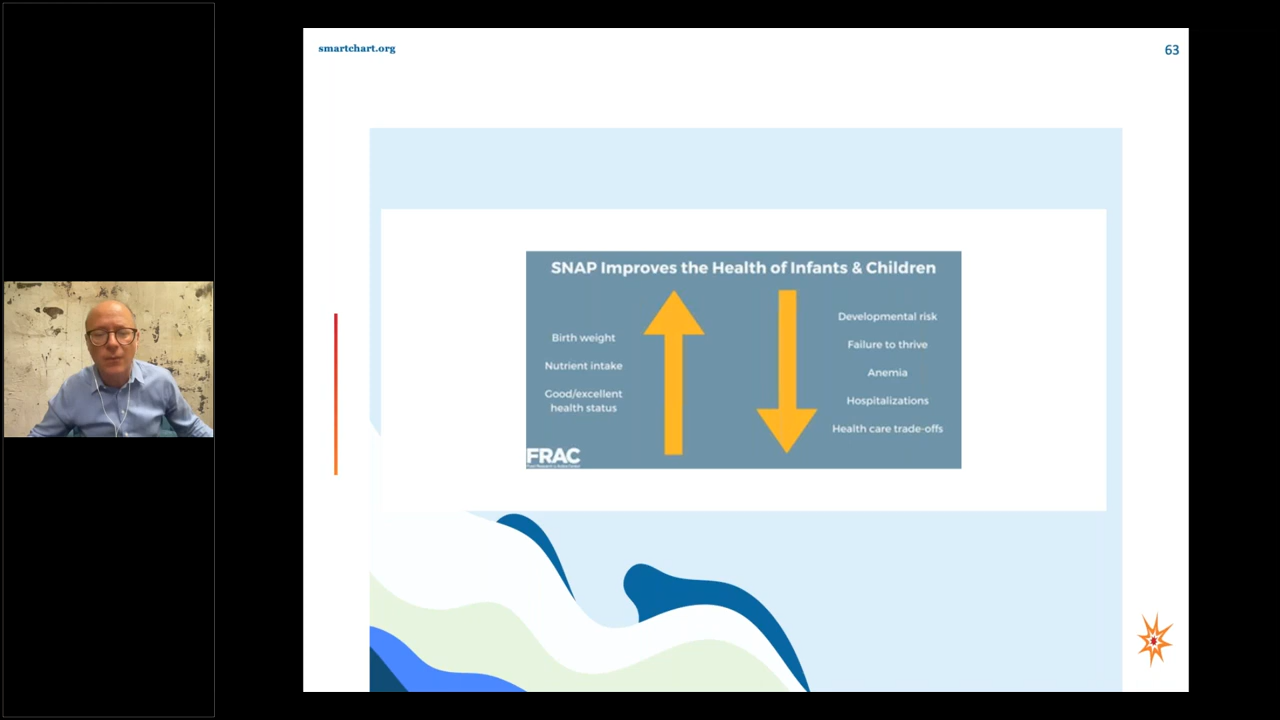 smartchart.org
63
SNAP Improves the Health of Infants & Children
Birth weight
Nutrient intake
Good/excellent
health status
Developmental risk
Failure to thrive
Anemia
Hospitalizations
Health care trade-offs
FRAC